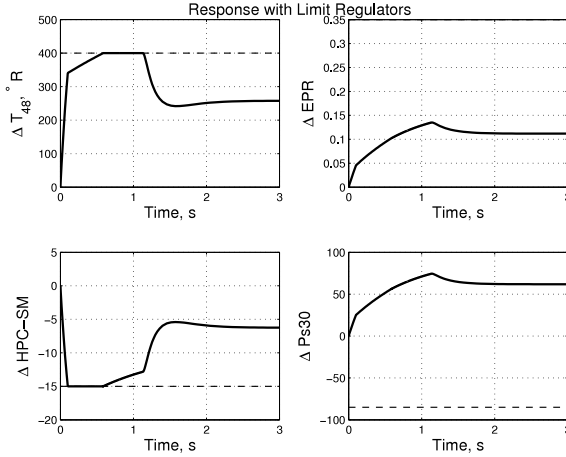 Response with Limit Regulators
500
400
300
200
100
0
0 1 2 3
Time, s
Δ T48, ° R
0.35
0.3
0.25
0.2
0.15
0.1
0.05
0
0 1 2 3
Time, s
Δ EPR
5
0
−5
−10
−15
−20
0 1 2 3
Time, s
Δ HPC−SM
100
50
0
−50
−100
0 1 2 3
Time, s
Δ Ps30